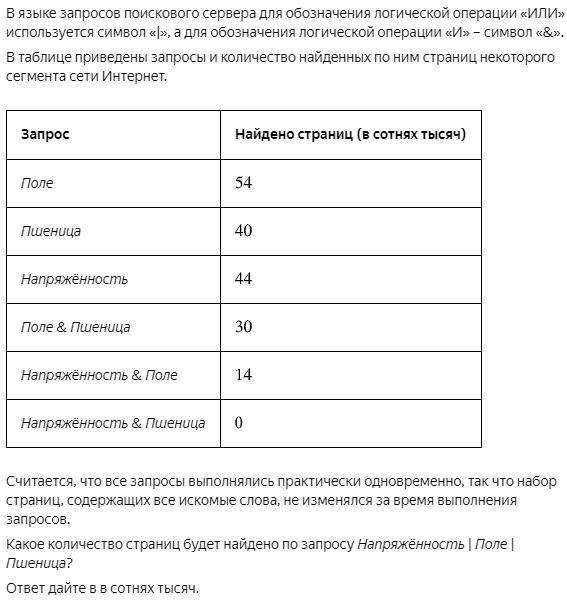 В языке запросов поискового сервера для обозначения логической операции «ИЛИ»
используется символ «|», а для обозначения логической операции «И» – символ «&».
В таблице приведены запросы и количество найденных по ним страниц некоторого
сегмента сети Интернет.
Запрос Найдено страниц (в сотнях тысяч)
Поле 54
Пшеница 40
Напряжённость 44
Поле & Пшеница 30
Напряжённость & Поле 14
Напряжённость & Пшеница 0
Считается, что все запросы выполнялись практически одновременно, так что набор
страниц, содержащих все искомые слова, не изменялся за время выполнения
запросов.
Какое количество страниц будет найдено по запросу Напряжённость | Поле |
Пшеница?
Ответ дайте в в сотнях тысяч.